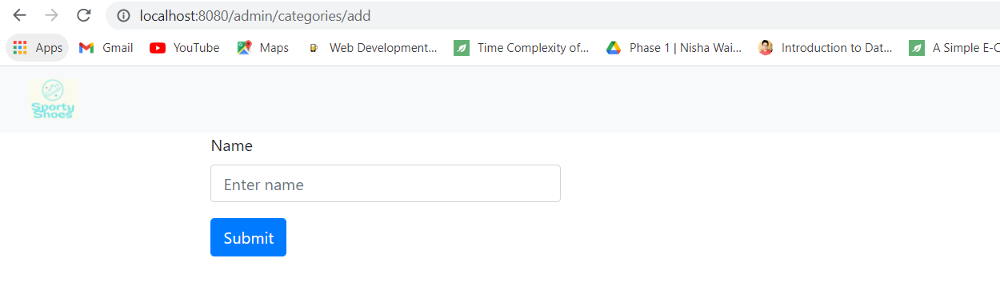 localhost:8080/admin/categories/add
Apps Gmail YouTube Maps Web Development... Time Complexity of... Phase 1 | Nisha Wai... Introduction to Dat... A Simple E-C
Sporty
Shoes
Name
Enter name
Submit